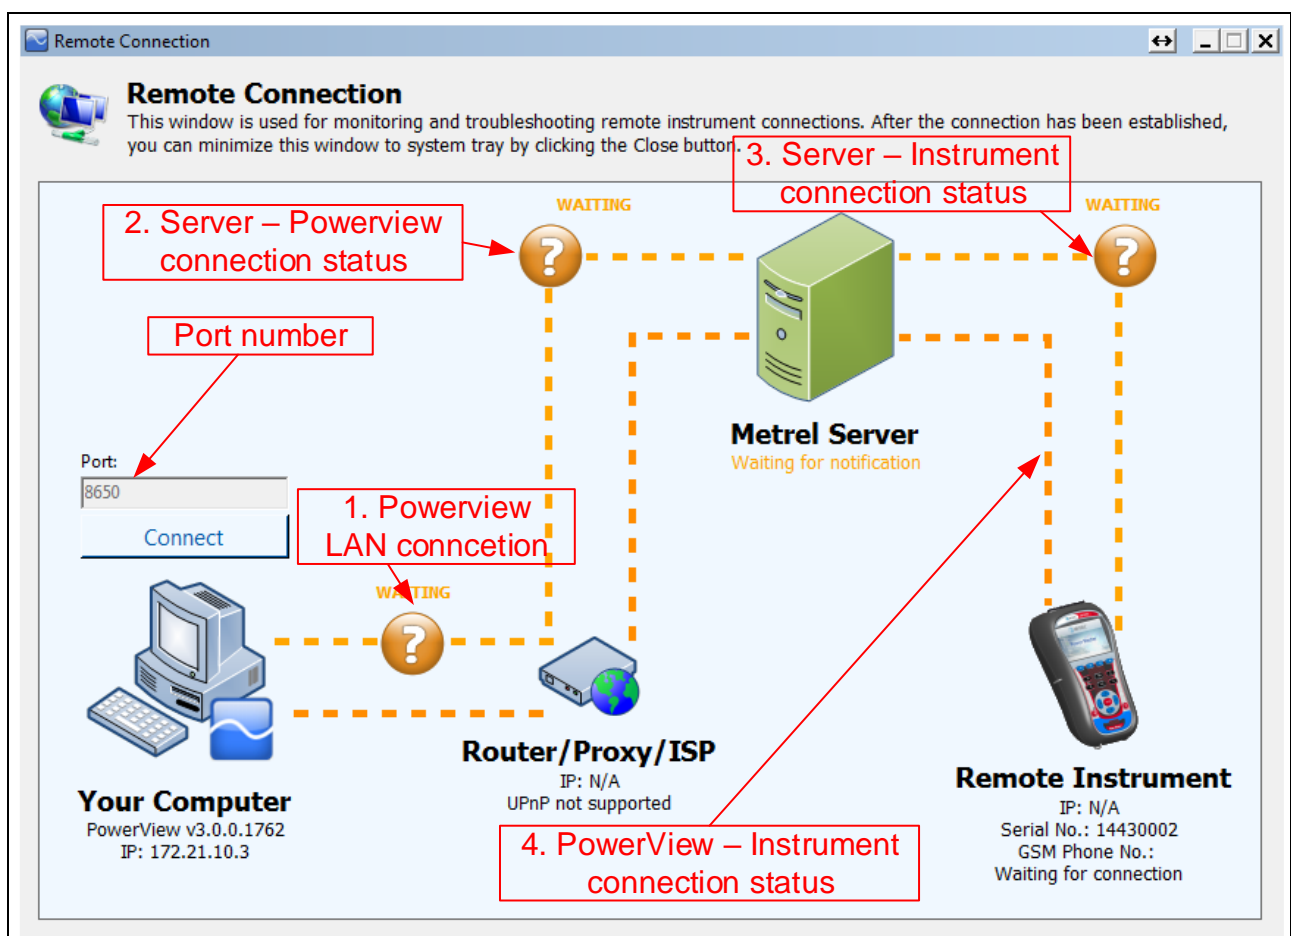 Remote Connection
Remote Connection
This window is used for monitoring and troubleshooting remote instrument connections. After the connection has been established,
you can minimize this window to system tray by clicking the Close button.
3. Server – Instrument
connection status
2. Server – Powerview
connection status
WAITING
WAITING
Port number
Metrel Server
Waiting for notification
Port:
8650
Connect
1. Powerview
LAN conncetion
WAITING
Router/Proxy/ISP
IP: N/A
UPnP not supported
Your Computer
PowerView v3.0.0.1762
IP: 172.21.10.3
Remote Instrument
IP: N/A
Serial No.: 14430002
GSM Phone No.:
Waiting for connection
4. PowerView – Instrument
connection status